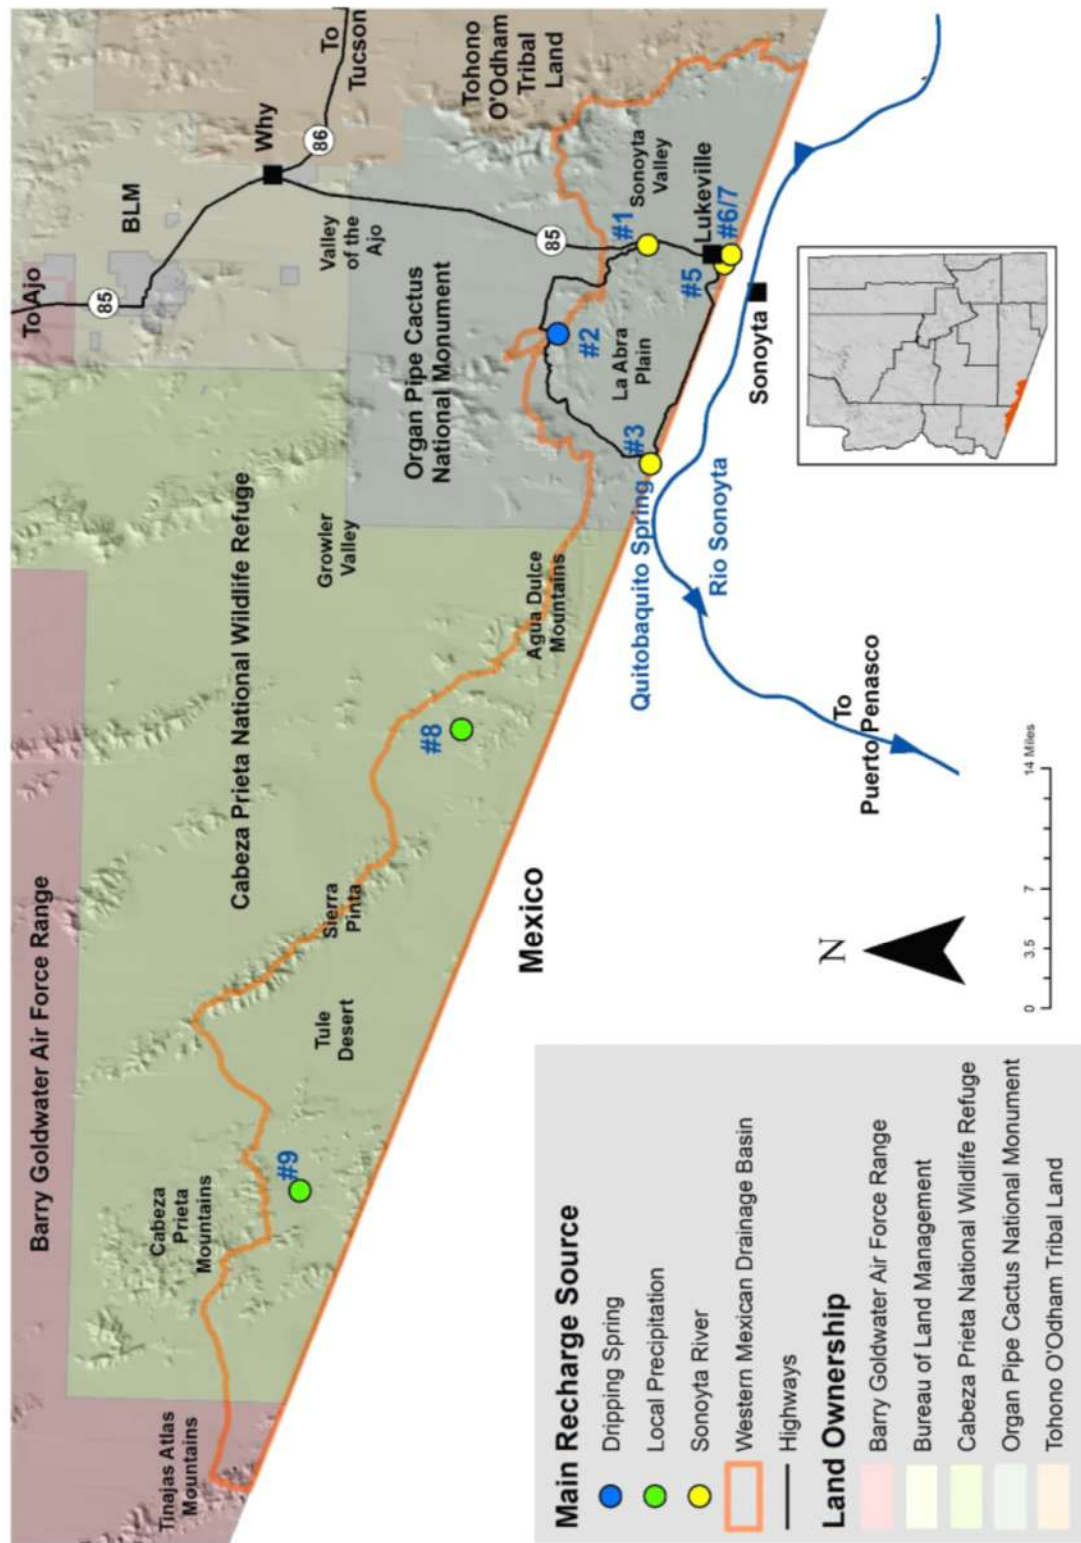 Barry Goldwater Air Force Range
To Ajo
85
BLM
Why
86
To
Tucson
Tinajas Atlas
Mountains
Cabeza
Prieta
Mountains
Cabeza Prieta National Wildlife Refuge
Growler
Valley
Valley
of the
Ajo
Organ Pipe Cactus
National Monument
Tohono
O'Odham
Tribal
Land
85
#9
Tule
Desert
Sierra
Pinta
#8
Agua Dulce
Mountains
#2
#1
Sonoyta
Valley
La Abra
Plain
#3
Quitobaquito Spring
#5
Lukeville
#6/7
Mexico
Rio Sonoyta
Sonoyta
To
Puerto Penasco
N
0
3.5
7
14 Miles
Main Recharge Source
Dripping Spring
Local Precipitation
Sonoyta River
Western Mexican Drainage Basin
Highways
Land Ownership
Barry Goldwater Air Force Range
Bureau of Land Management
Cabeza Prieta National Wildlife Refuge
Organ Pipe Cactus National Monument
Tohono O'Odham Tribal Land